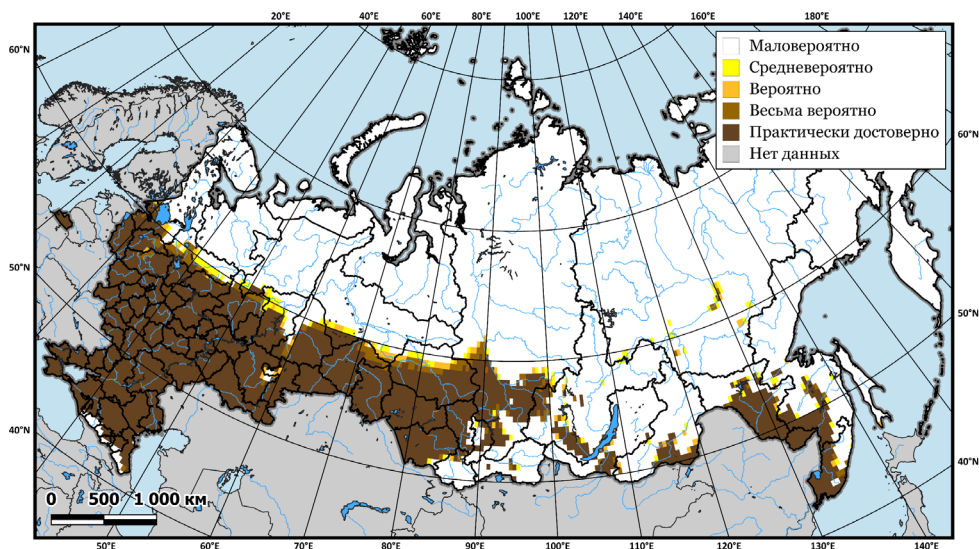 20°E 40°E 50°E 60°E 80°E 100°E 120°E 140°E 160°E 180°E
60°N
Маловероятно
Средневероятно
Вероятно
Весьма вероятно
Практически достоверно
Нет данных
60°N
50°N
50°N
40°N
40°N
0 500 1 000 км
50°E 60°E 70°E 80°E 90°E 100°E 110°E 120°E 130°E 140°E